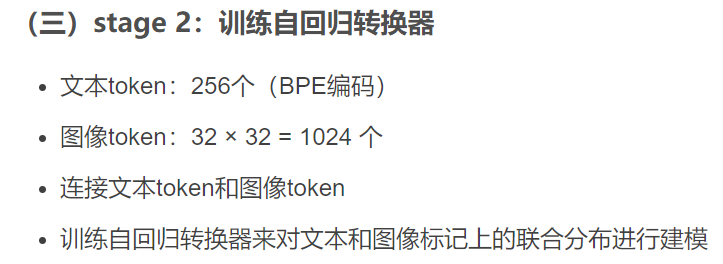 （三）stage 2：训练自回归转换器
• 文本token：256个（BPE编码）
• 图像token：32 × 32 = 1024 个
• 连接文本token和图像token
• 训练自回归转换器来对文本和图像标记上的联合分布进行建模